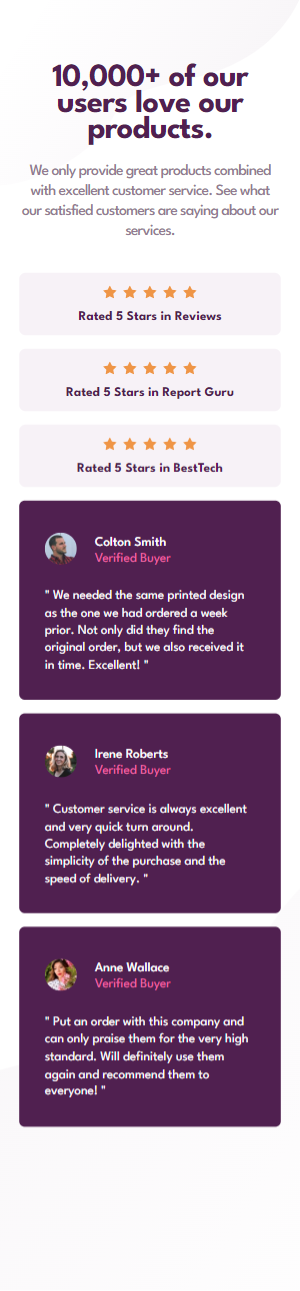 10,000+ of our
users love our
products.
We only provide great products combined
with excellent customer service. See what
our satisfied customers are saying about our
services.
Rated 5 Stars in Reviews
Rated 5 Stars in Report Guru
Rated 5 Stars in BestTech
Colton Smith
Verified Buyer
" We needed the same printed design
as the one we had ordered a week
prior. Not only did they find the
original order, but we also received it
in time. Excellent! "
Irene Roberts
Verified Buyer
" Customer service is always excellent
and very quick turn around.
Completely delighted with the
simplicity of the purchase and the
speed of delivery. "
Anne Wallace
Verified Buyer
" Put an order with this company and
can only praise them for the very high
standard. Will definitely use them
again and recommend them to
everyone! "